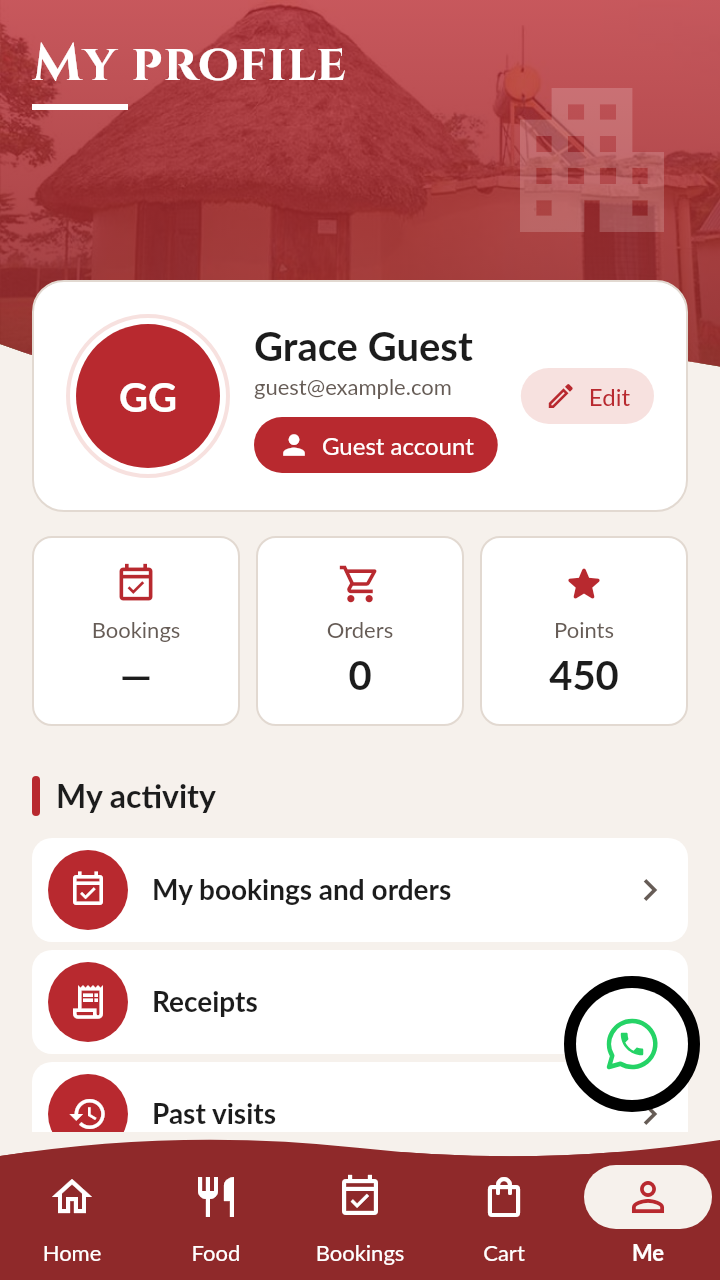 My profile
GG
Grace Guest
guest@example.com
Guest account
Edit
Bookings
—
Orders
0
Points
450
My activity
My bookings and orders
Receipts
Past visits
Home
Food
Bookings
Cart
Me